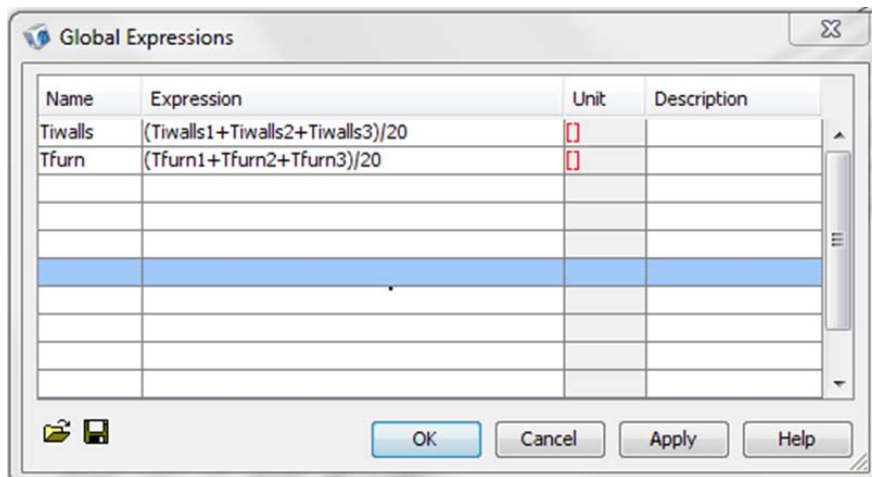 Global Expressions
Name Expression Unit Description
Tiwalls (Tiwalls1+Tiwalls2+Tiwalls3)/20 []
Tfurn (Tfurn1+Tfurn2+Tfurn3)/20 []
OK Cancel Apply Help